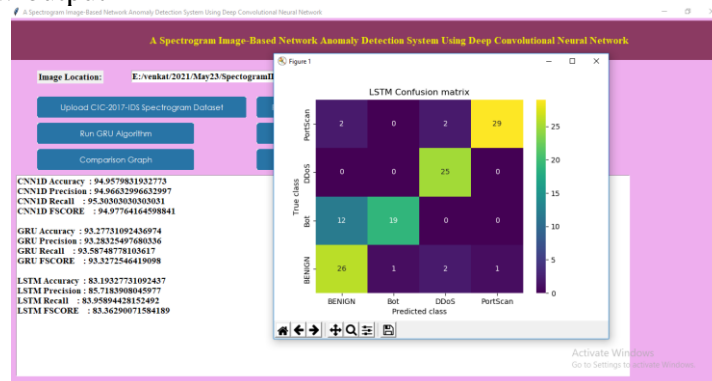 A Spectrogram Image-Based Network Anomaly Detection System Using Deep Convolutional Neural Network
A Spectrogram Image-Based Network Anomaly Detection System Using Deep Convolutional Neural Network
Image Location:
E:/venkat/2021/May23/SpectogramII
Upload CIC-2017-IDS Spectrogram Dataset
Run GRU Algorithm
Comparison Graph
CNN1D Accuracy : 94.9579831932773
CNN1D Precision : 94.96632996632997
CNN1D Recall : 95.30303030303031
CNN1D FSCORE : 94.97764164598841
GRU Accuracy : 93.27731092436974
GRU Precision : 93.28325497680336
GRU Recall : 93.58748778103617
GRU FSCORE : 93.3272546419098
LSTM Accuracy : 83.19327731092437
LSTM Precision : 85.7183908045977
LSTM Recall : 83.95894428152492
LSTM FSCORE : 83.36290071584189
Figure 1
LSTM Confusion matrix
True class
PortScan
2 0 2 29
DDoS
0 0 25 0
Bot
12 19 0 0
BENIGN
26 1 2 1
BENIGN Bot DDoS PortScan
Predicted class
25
20
15
10
5
0
Activate Windows
Go to Settings to activate Windows.